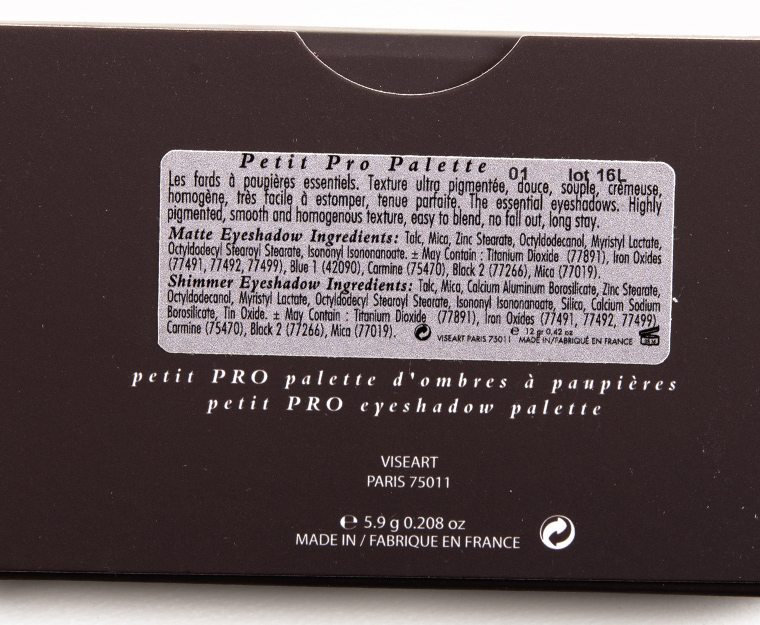 Petit Pro Palette 01 lot 16L
Les fards à paupières essentiels. Texture ultra pigmentée, douce, souple, crémeuse,
homogène, très facile à estomper, tenue parfaite. The essential eyeshadows. Highly
pigmented, smooth and homogenous texture, easy to blend, no fall out, long stay.
Matte Eyeshadow Ingredients: Talc, Mica, Zinc Stearate, Octyldodecanol, Myristyl Lactate,
Octyldodecyl Stearoyl Stearate, Isononyl Isononanoate. ± May Contain : Titanium Dioxide (77891), Iron Oxides
(77491, 77492, 77499), Blue 1 (42090), Carmine (75470), Black 2 (77266), Mica (77019).
Shimmer Eyeshadow Ingredients: Talc, Mica, Calcium Aluminum Borosilicate, Zinc Stearate,
Octyldodecanol, Myristyl Lactate, Octyldodecyl Stearoyl Stearate, Isononyl Isononanoate, Silica, Calcium Sodium
Borosilicate, Tin Oxide. ± May Contain : Titanium Dioxide (77891), Iron Oxides (77491, 77492, 77499)
Carmine (75470), Black 2 (77266), Mica (77019).
e 12 gr 0,42 oz
VISEART PARIS 75011 MADE IN/FABRIQUÉ EN FRANCE
petit PRO palette d'ombres à paupières
petit PRO eyeshadow palette
VISEART
PARIS 75011
e 5.9 g 0.208 oz
MADE IN / FABRIQUE EN FRANCE